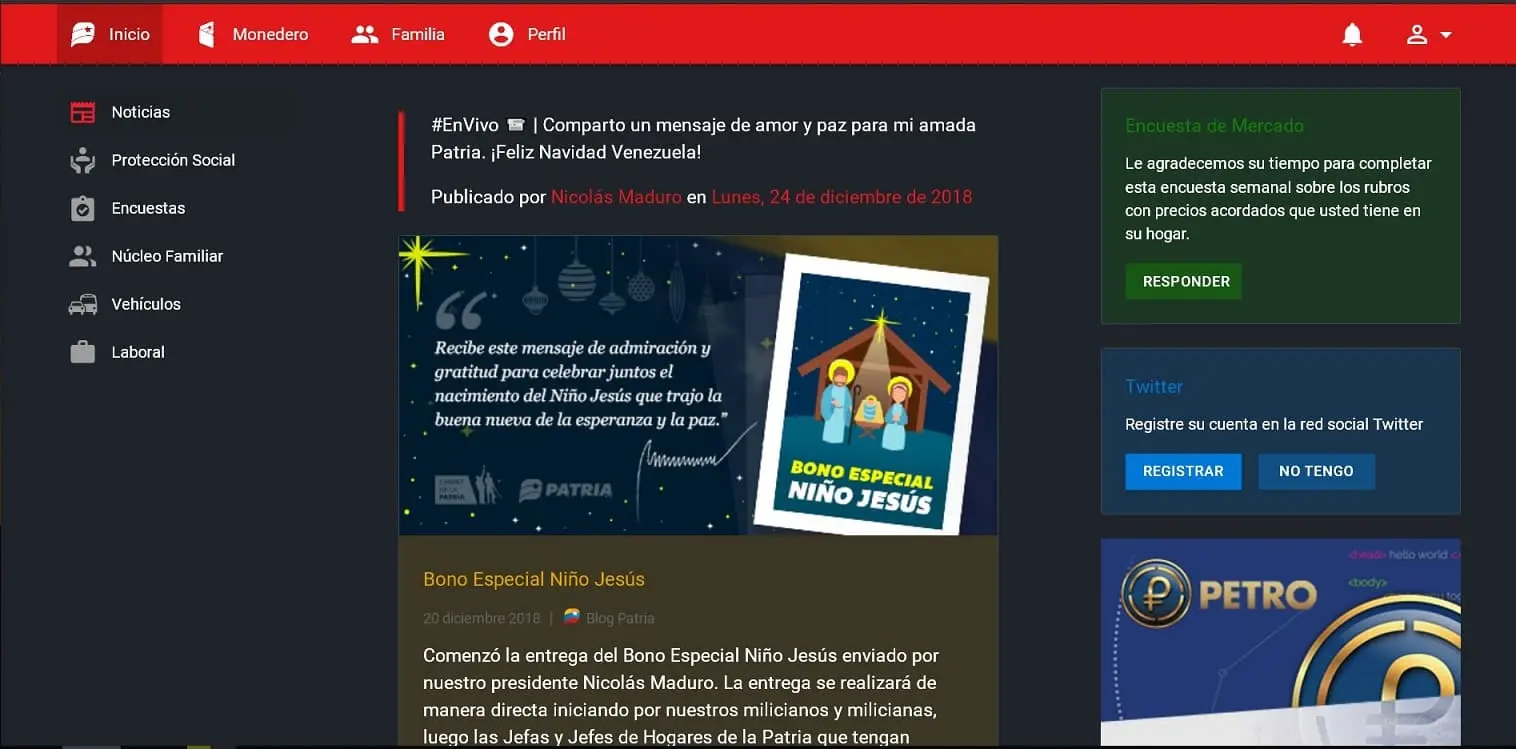 Inicio
Monedero
Familia
Perfil
Noticias
Protección Social
Encuestas
Núcleo Familiar
Vehículos
Laboral
#EnVivo | Comparto un mensaje de amor y paz para mi amada
Patria. ¡Feliz Navidad Venezuela!
Publicado por Nicolás Maduro en Lunes, 24 de diciembre de 2018
“
Recibe este mensaje de admiración y
gratitud para celebrar juntos el
nacimiento del Niño Jesús que trajo la
buena nueva de la esperanza y la paz.”
PATRIA
BONO ESPECIAL
NIÑO JESÚS
Bono Especial Niño Jesús
20 diciembre 2018 | Blog Patria
Comenzó la entrega del Bono Especial Niño Jesús enviado por
nuestro presidente Nicolás Maduro. La entrega se realizará de
manera directa iniciando por nuestros milicianos y milicianas,
luego las Jefas y Jefes de Hogares de la Patria que tengan
Encuesta de Mercado
Le agradecemos su tiempo para completar
esta encuesta semanal sobre los rubros
con precios acordados que usted tiene en
su hogar.
RESPONDER
Twitter
Registre su cuenta en la red social Twitter
REGISTRAR
NO TENGO
<head> hello world </
<body>
PETRO